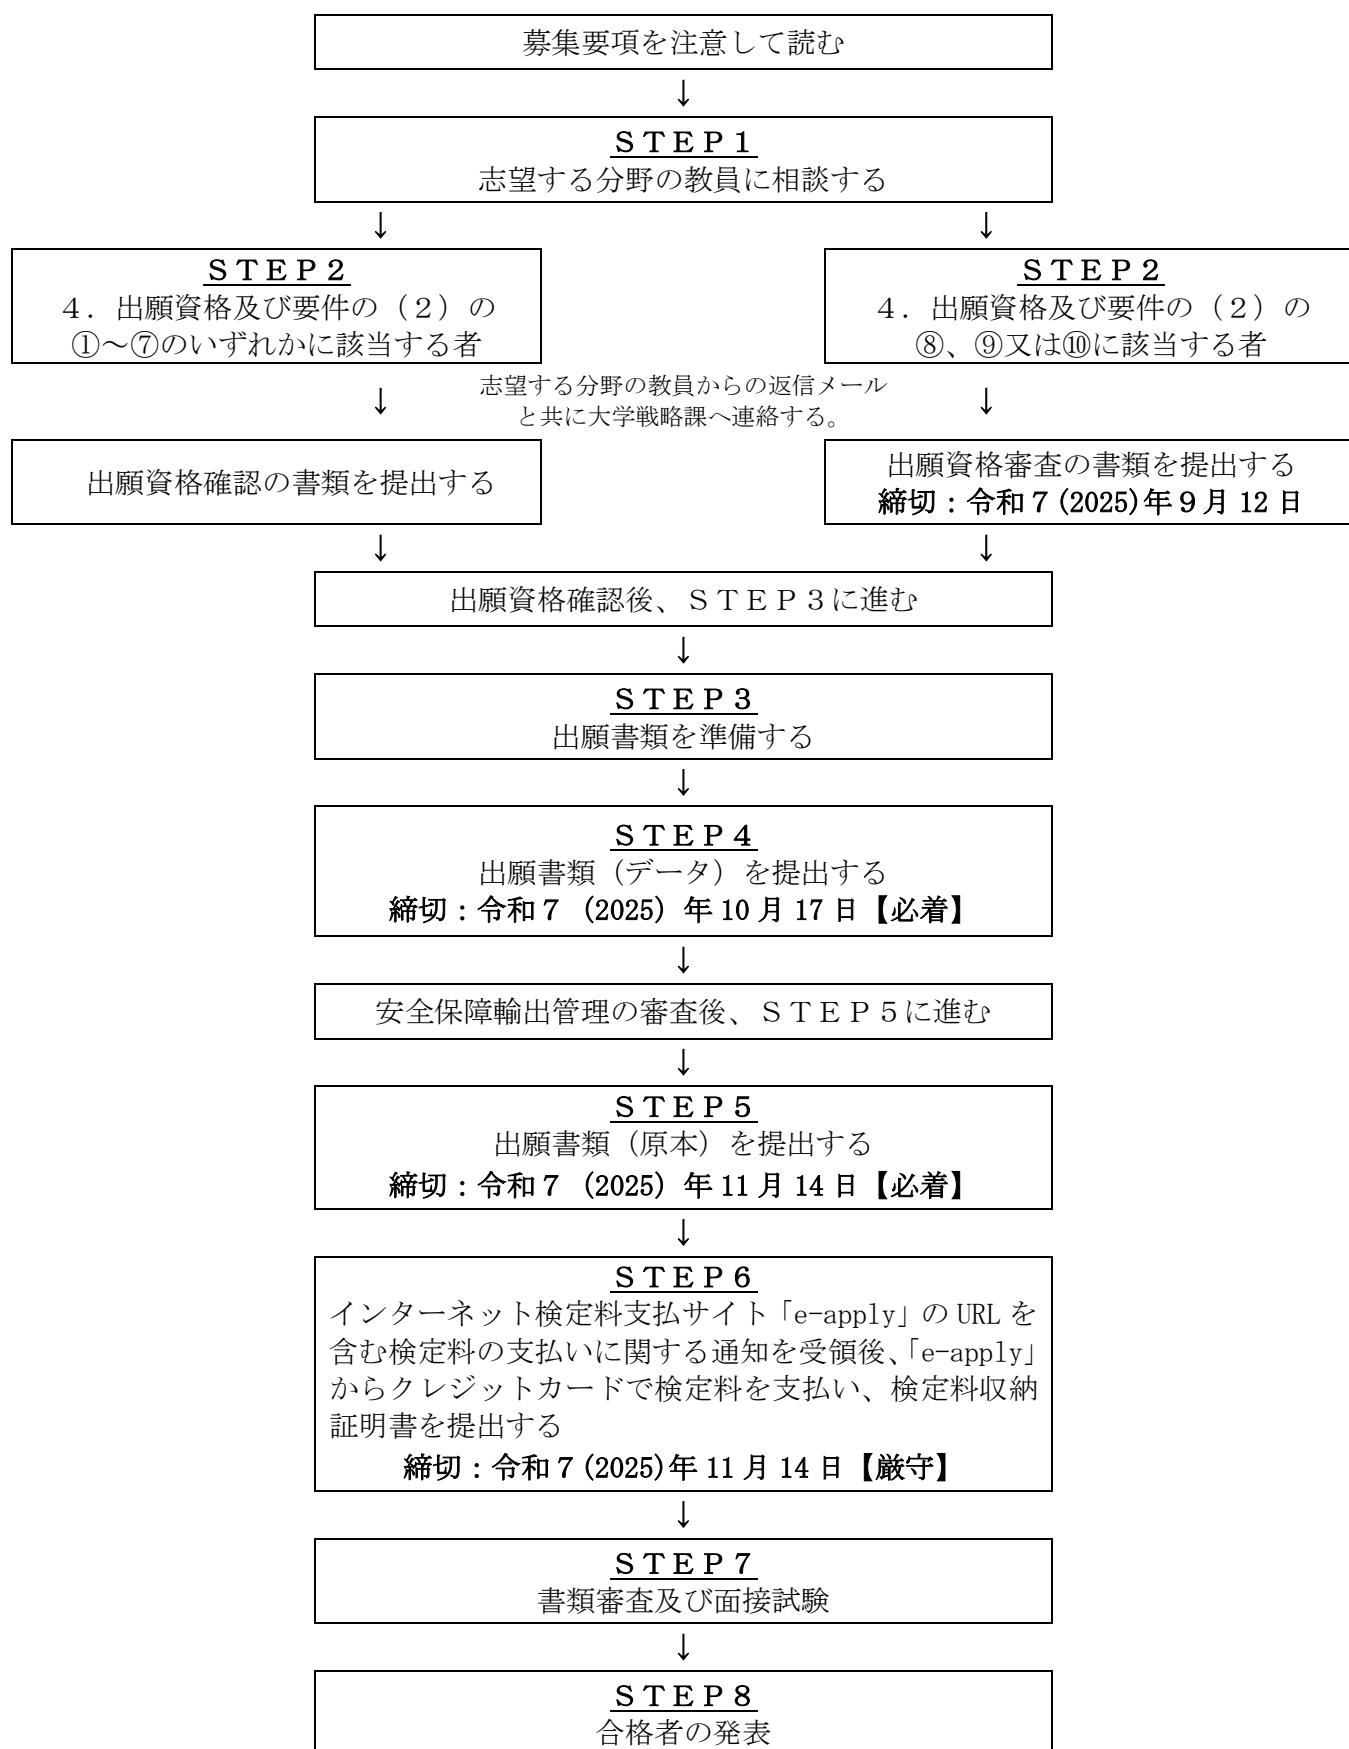 募集要項を注意して読む
↓
ＳＴＥＰ１
志望する分野の教員に相談する
↓
↓
ＳＴＥＰ２
４．出願資格及び要件の（２）の
①～⑦のいずれかに該当する者
ＳＴＥＰ２
４．出願資格及び要件の（２）の
⑧、⑨又は⑩に該当する者
↓
志望する分野の教員からの返信メール
と共に大学戦略課へ連絡する。
↓
出願資格確認の書類を提出する
出願資格審査の書類を提出する
締切：令和７(2025)年９月 12 日
↓
↓
出願資格確認後、ＳＴＥＰ３に進む
↓
ＳＴＥＰ３
出願書類を準備する
↓
ＳＴＥＰ４
出願書類（データ）を提出する
締切：令和７（2025）年 10 月 17 日【必着】
↓
安全保障輸出管理の審査後、ＳＴＥＰ５に進む
↓
ＳＴＥＰ５
出願書類（原本）を提出する
締切：令和７（2025）年 11 月 14 日【必着】
↓
ＳＴＥＰ６
インターネット検定料支払サイト「e-apply」の URL を
含む検定料の支払いに関する通知を受領後、「e-apply」
からクレジットカードで検定料を支払い、検定料収納
証明書を提出する
締切：令和７(2025)年 11 月 14 日【厳守】
↓
ＳＴＥＰ７
書類審査及び面接試験
↓
ＳＴＥＰ８
合格者の発表